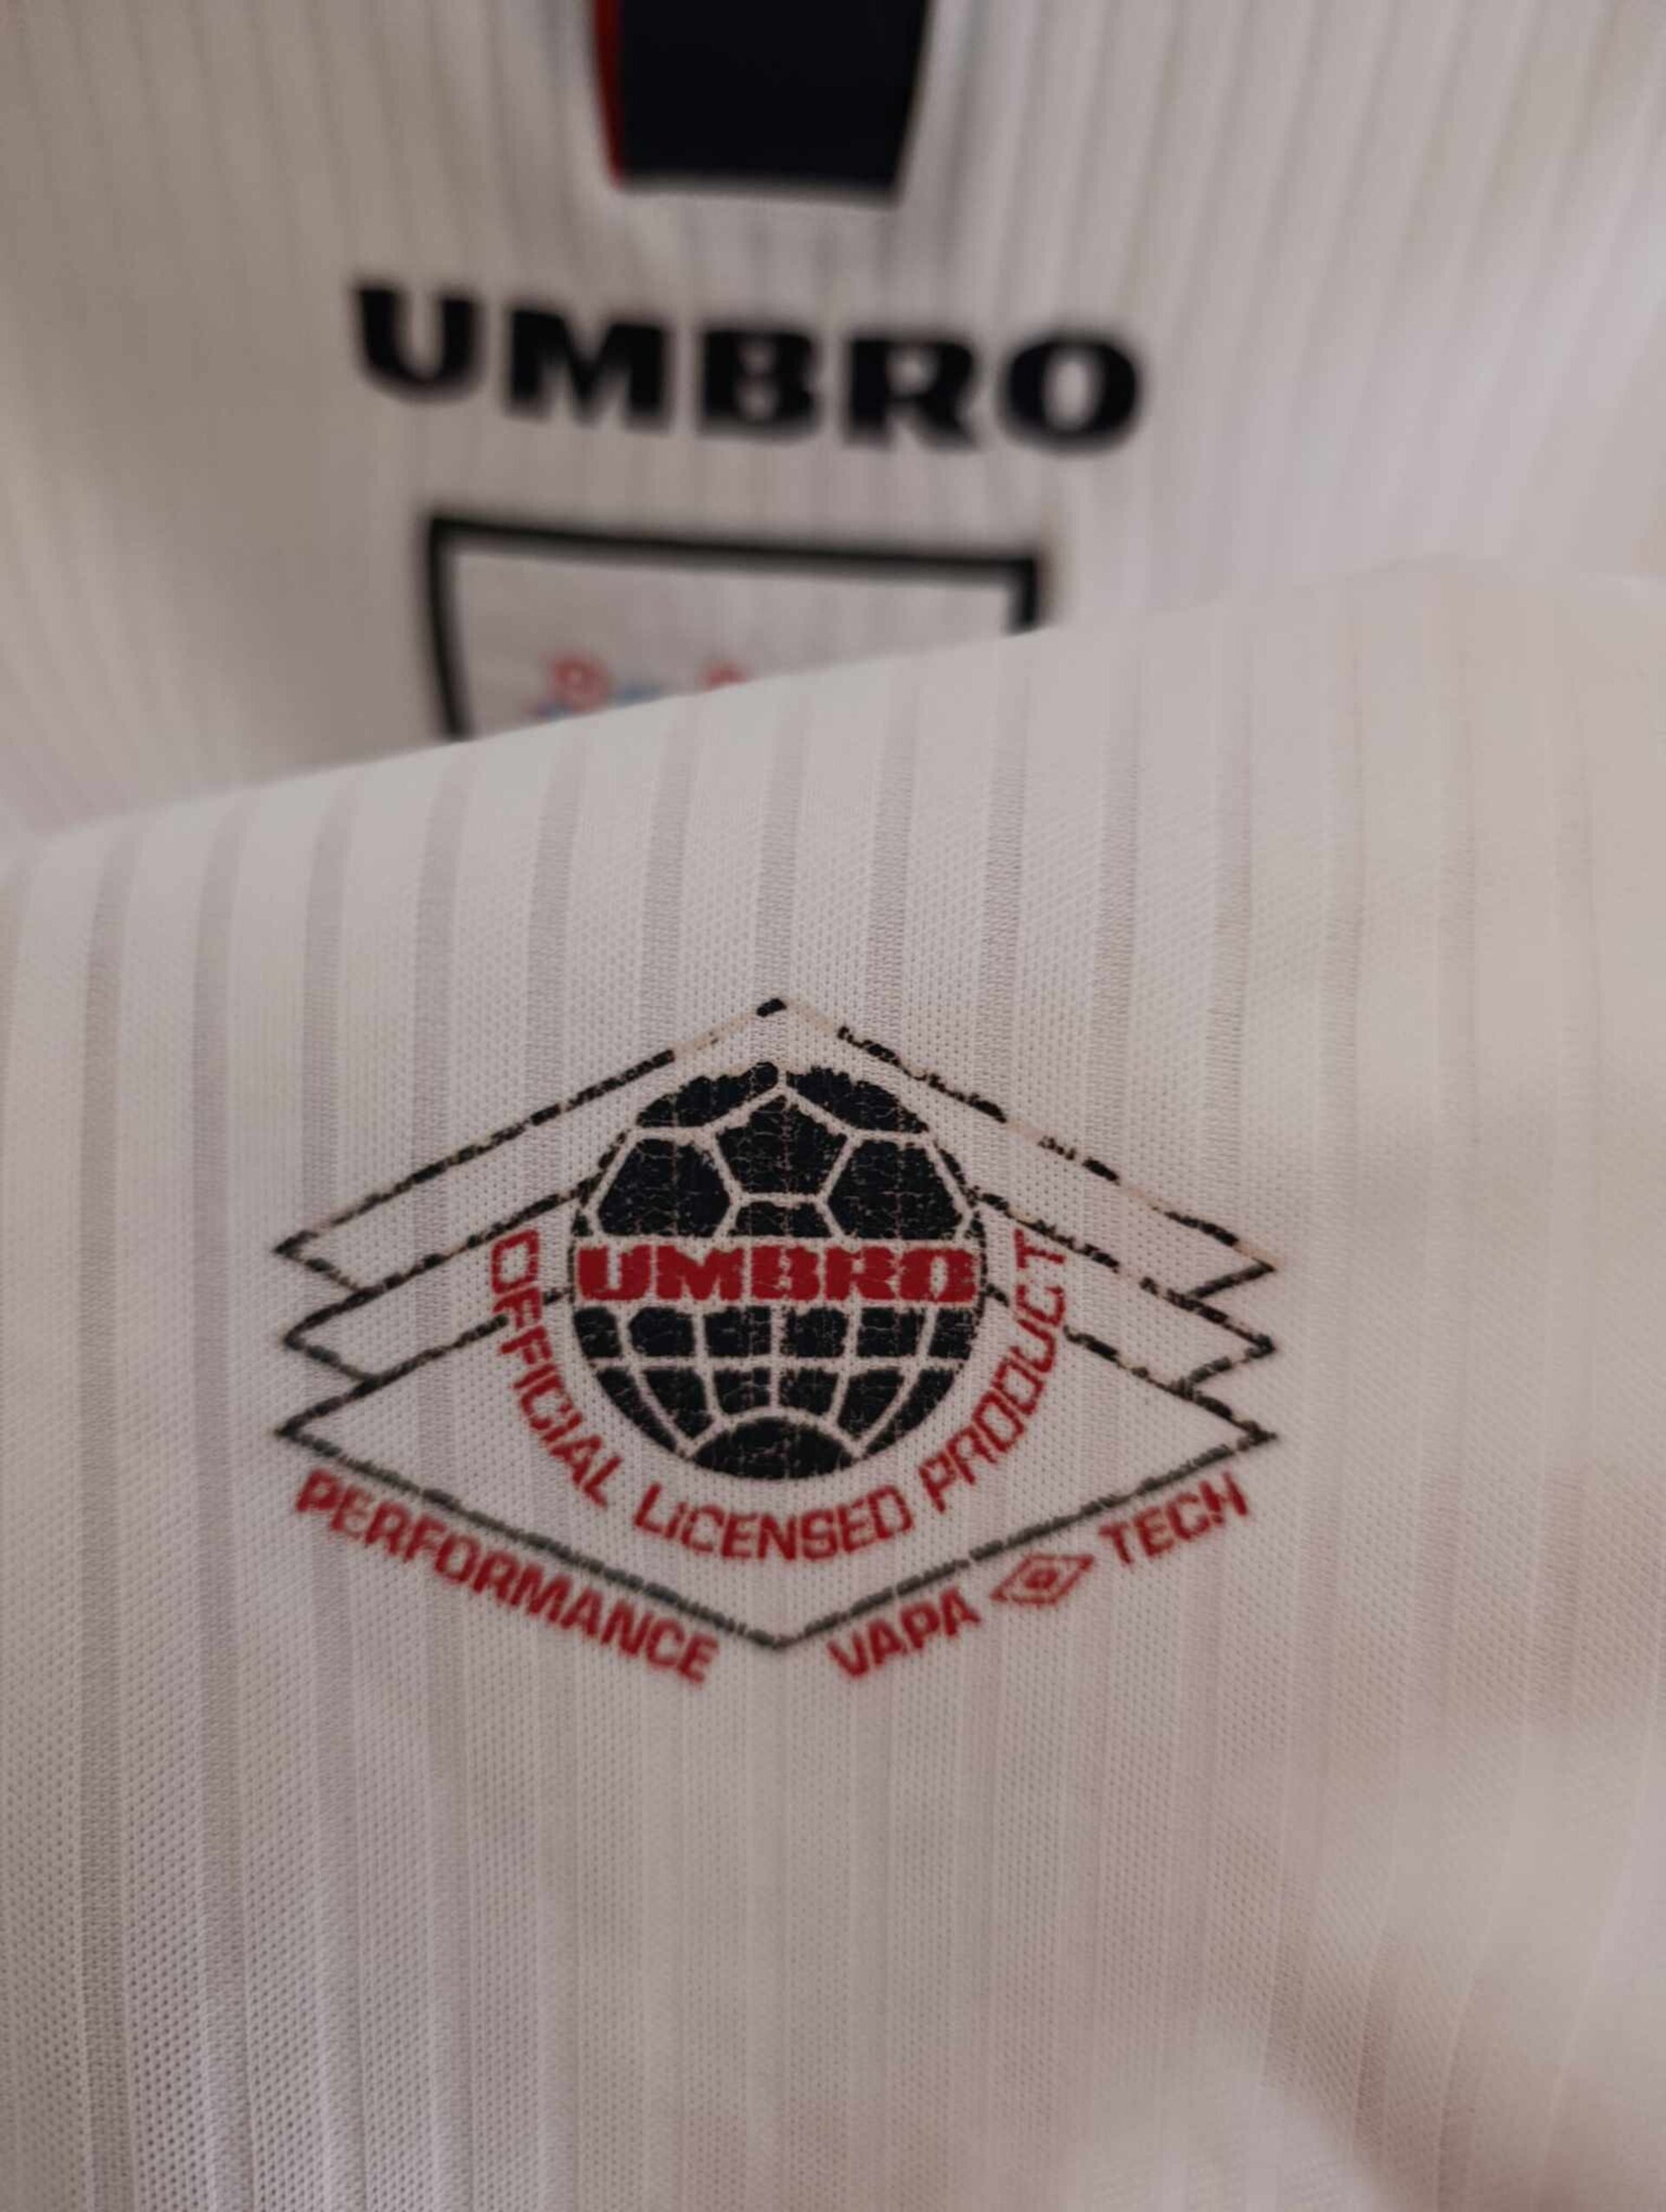 UMBRO
UMBRO
OFFICIAL LICENSED PRODUCT
PERFORMANCE VAPA TECH